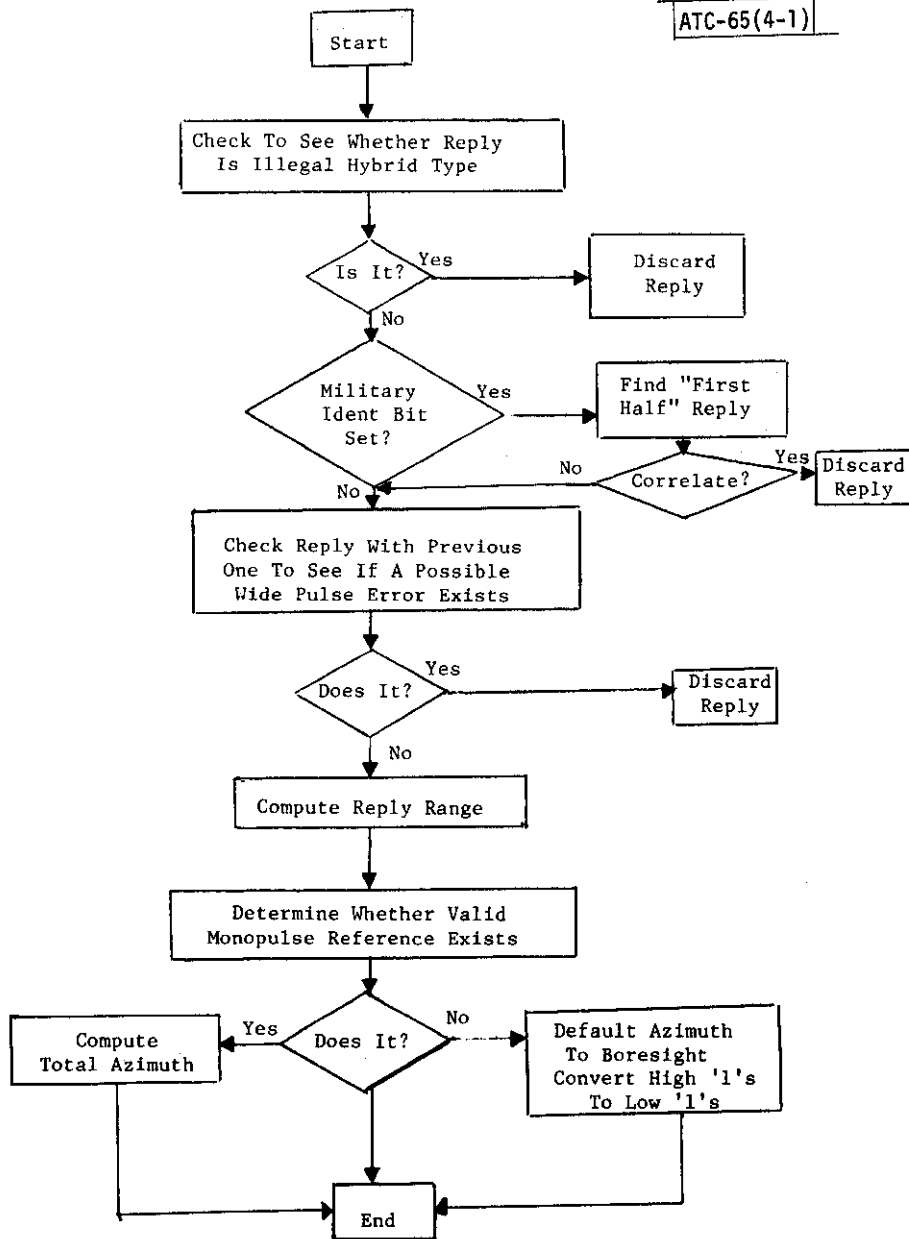 ATC-65(4-1)
Start
Check To See Whether Reply
Is Illegal Hybrid Type
Is It?
Yes
Discard
Reply
No
Military
Ident Bit
Set?
Yes
Find "First
Half" Reply
No
Correlate?
Yes
Discard
Reply
No
Check Reply With Previous
One To See If A Possible
Wide Pulse Error Exists
Does It?
Yes
Discard
Reply
No
Compute Reply Range
Determine Whether Valid
Monopulse Reference Exists
Does It?
Yes
Compute
Total Azimuth
No
Default Azimuth
To Boresight
Convert High '1's
To Low '1's
End